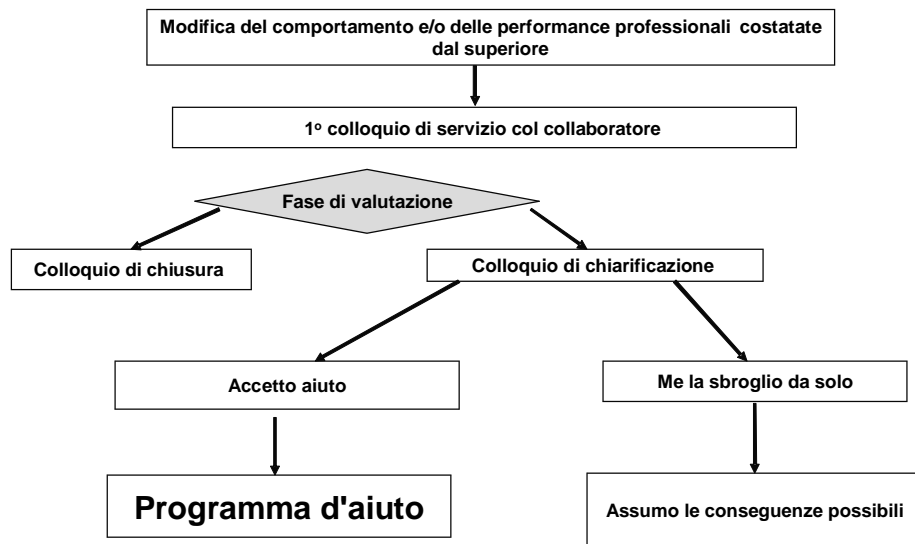 Modifica del comportamento e/o delle performance professionali costatate
dal superiore
1º colloquio di servizio col collaboratore
Fase di valutazione
Colloquio di chiusura
Colloquio di chiarificazione
Accetto aiuto
Me la sbroglio da solo
Programma d'aiuto
Assumo le conseguenze possibili